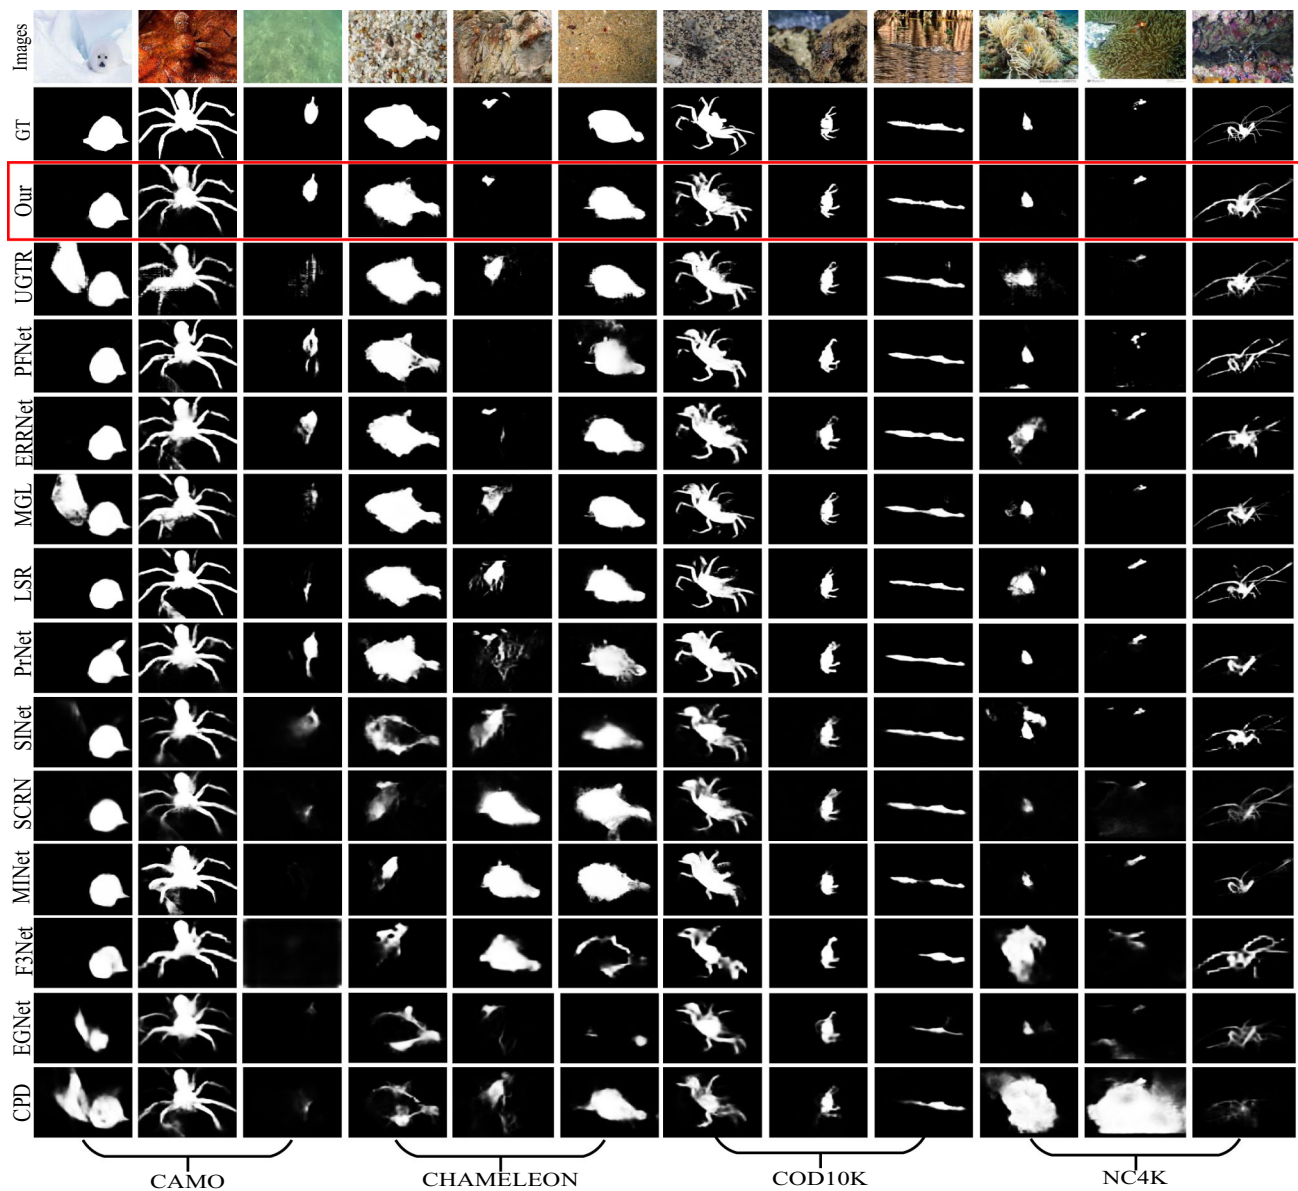 Images
GT
Our
UGTR
PFNet
ERRNet
MGL
LSR
PrNet
SINet
SCRN
MINet
F3Net
EGNet
CPD
CAMO
CHAMELEON
COD10K
NC4K